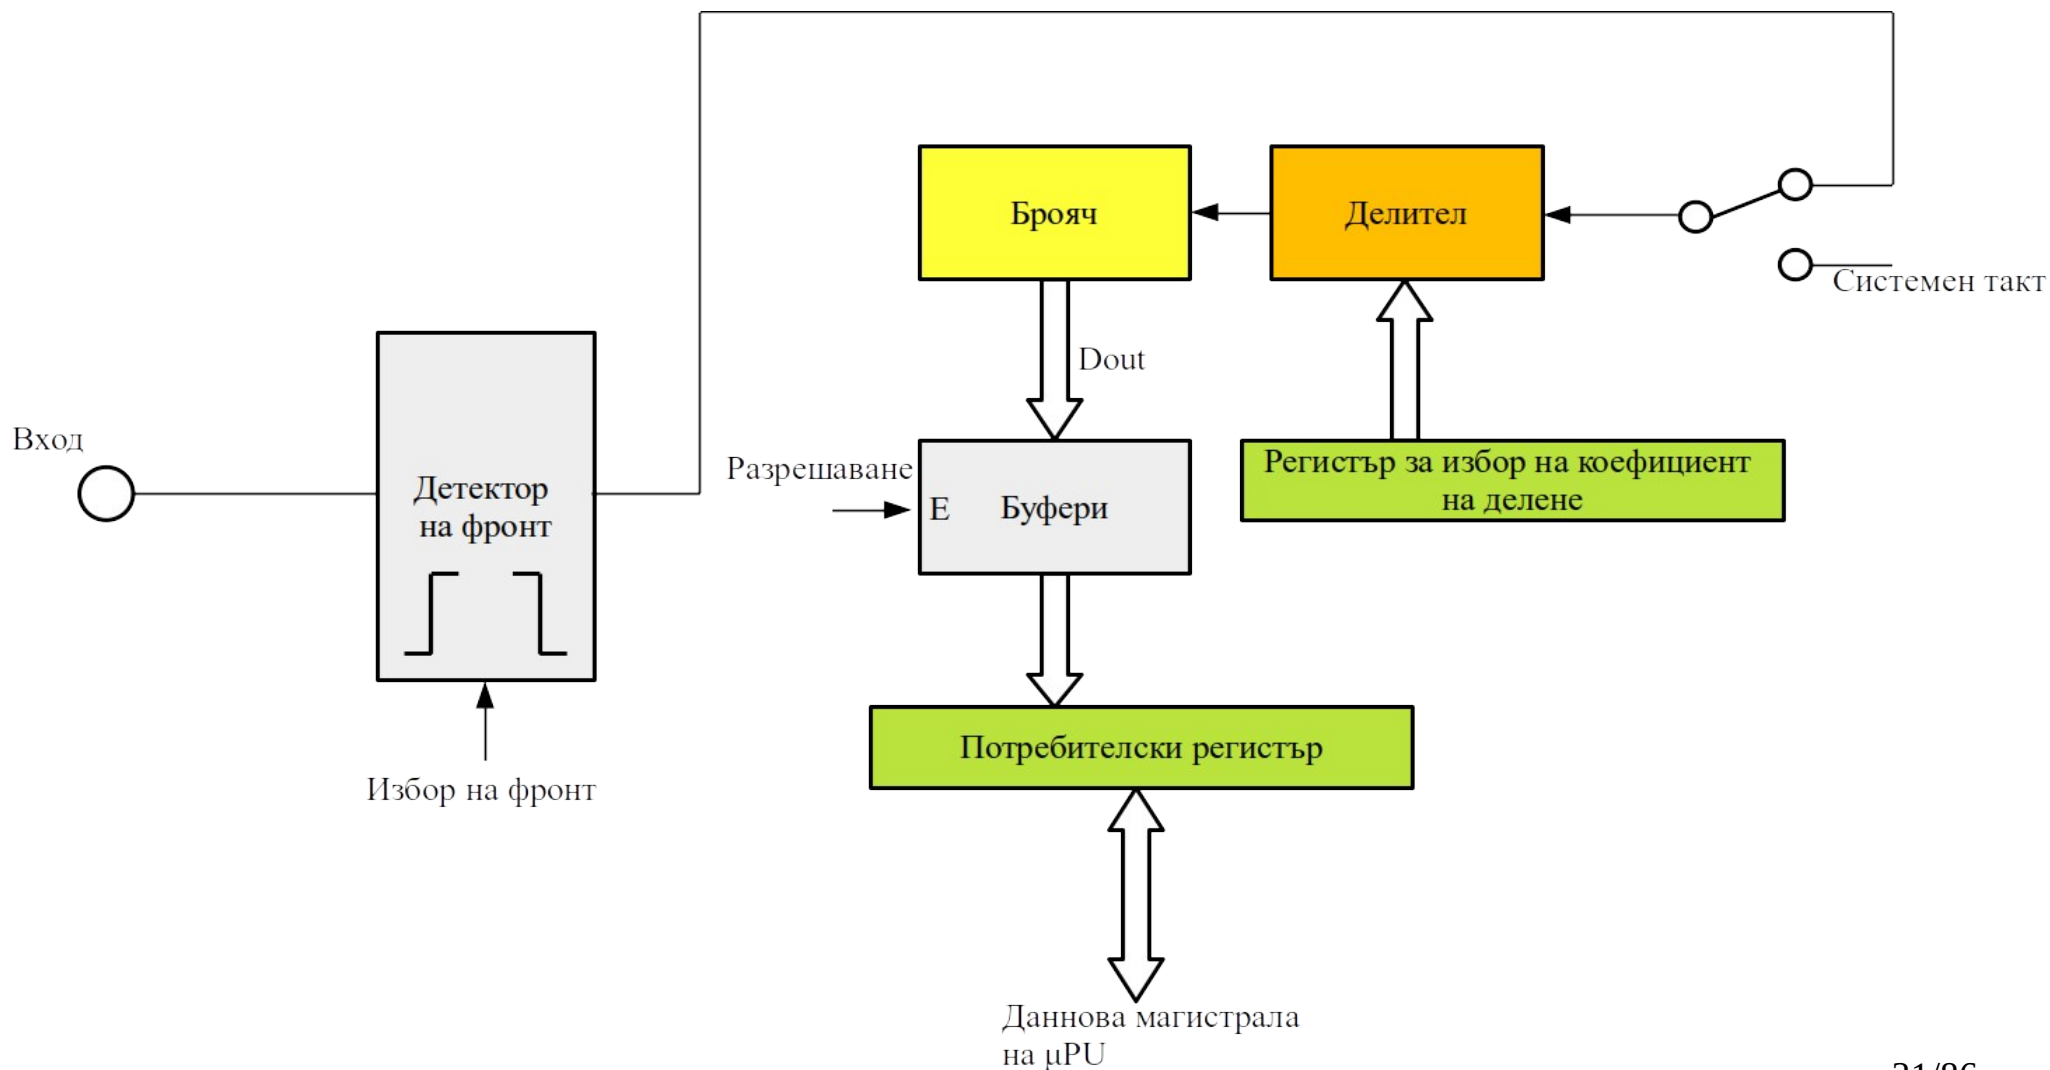 Брояч
Делител
Системен такт
Dout
Вход
Разрешаване
E
Буфери
Регистър за избор на коефициент
на делене
Детектор
на фронт
Потребителски регистър
Избор на фронт
Даннова магистрала
на μPU